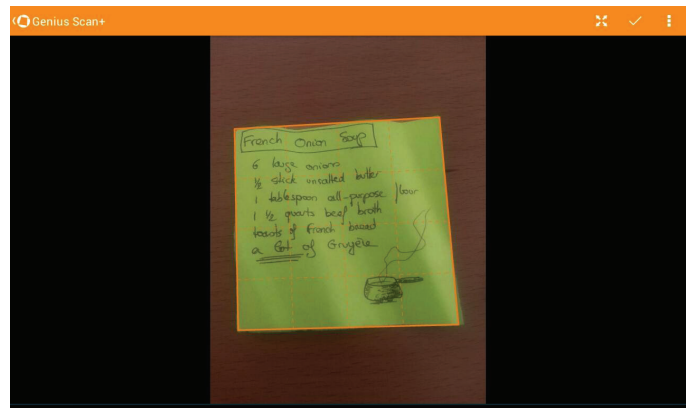 Genius Scan+
French Onion Soup
6 large onions
½ stick unsalted butter
1 tablespoon all-purpose flour
1 ½ quarts beef broth
toasts of French bread
a lot of Gruyère